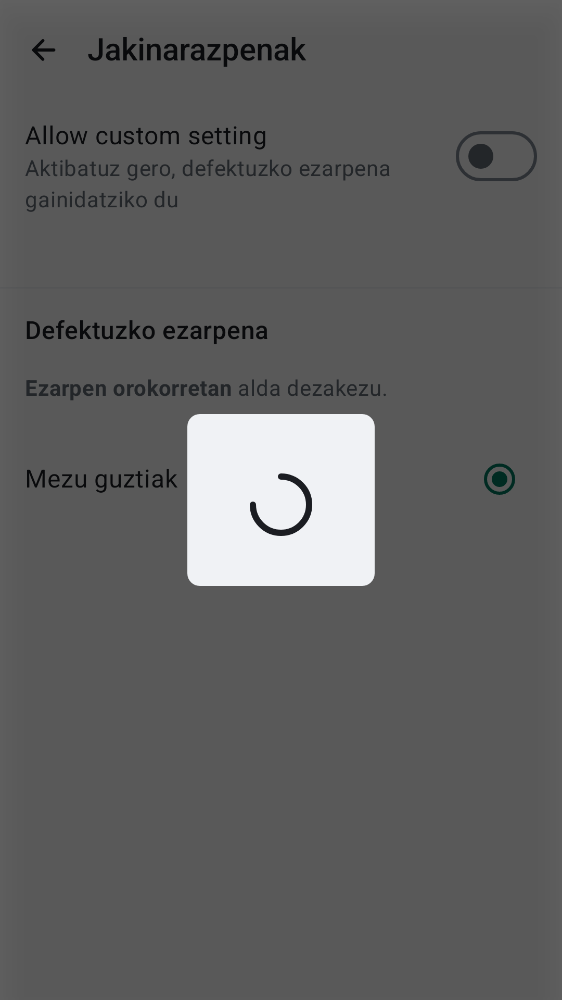 Jakinarazpenak
Allow custom setting
Aktibatuz gero, defektuzko ezarpena
gainidatziko du
Defektuzko ezarpena
Ezarpen orokorretan alda dezakezu.
Mezu guztiak